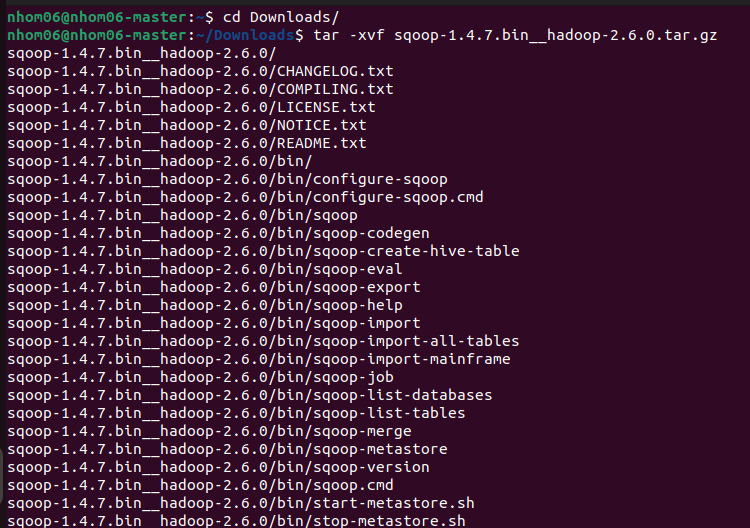 nhom06@nhom06-master:~$ cd Downloads/
nhom06@nhom06-master:~/Downloads$ tar -xvf sqoop-1.4.7.bin__hadoop-2.6.0.tar.gz
sqoop-1.4.7.bin__hadoop-2.6.0/
sqoop-1.4.7.bin__hadoop-2.6.0/CHANGELOG.txt
sqoop-1.4.7.bin__hadoop-2.6.0/COMPILING.txt
sqoop-1.4.7.bin__hadoop-2.6.0/LICENSE.txt
sqoop-1.4.7.bin__hadoop-2.6.0/NOTICE.txt
sqoop-1.4.7.bin__hadoop-2.6.0/README.txt
sqoop-1.4.7.bin__hadoop-2.6.0/bin/
sqoop-1.4.7.bin__hadoop-2.6.0/bin/configure-sqoop
sqoop-1.4.7.bin__hadoop-2.6.0/bin/configure-sqoop.cmd
sqoop-1.4.7.bin__hadoop-2.6.0/bin/sqoop
sqoop-1.4.7.bin__hadoop-2.6.0/bin/sqoop-codegen
sqoop-1.4.7.bin__hadoop-2.6.0/bin/sqoop-create-hive-table
sqoop-1.4.7.bin__hadoop-2.6.0/bin/sqoop-eval
sqoop-1.4.7.bin__hadoop-2.6.0/bin/sqoop-export
sqoop-1.4.7.bin__hadoop-2.6.0/bin/sqoop-help
sqoop-1.4.7.bin__hadoop-2.6.0/bin/sqoop-import
sqoop-1.4.7.bin__hadoop-2.6.0/bin/sqoop-import-all-tables
sqoop-1.4.7.bin__hadoop-2.6.0/bin/sqoop-import-mainframe
sqoop-1.4.7.bin__hadoop-2.6.0/bin/sqoop-job
sqoop-1.4.7.bin__hadoop-2.6.0/bin/sqoop-list-databases
sqoop-1.4.7.bin__hadoop-2.6.0/bin/sqoop-list-tables
sqoop-1.4.7.bin__hadoop-2.6.0/bin/sqoop-merge
sqoop-1.4.7.bin__hadoop-2.6.0/bin/sqoop-metastore
sqoop-1.4.7.bin__hadoop-2.6.0/bin/sqoop-version
sqoop-1.4.7.bin__hadoop-2.6.0/bin/sqoop.cmd
sqoop-1.4.7.bin__hadoop-2.6.0/bin/start-metastore.sh
sqoop-1.4.7.bin__hadoop-2.6.0/bin/stop-metastore.sh